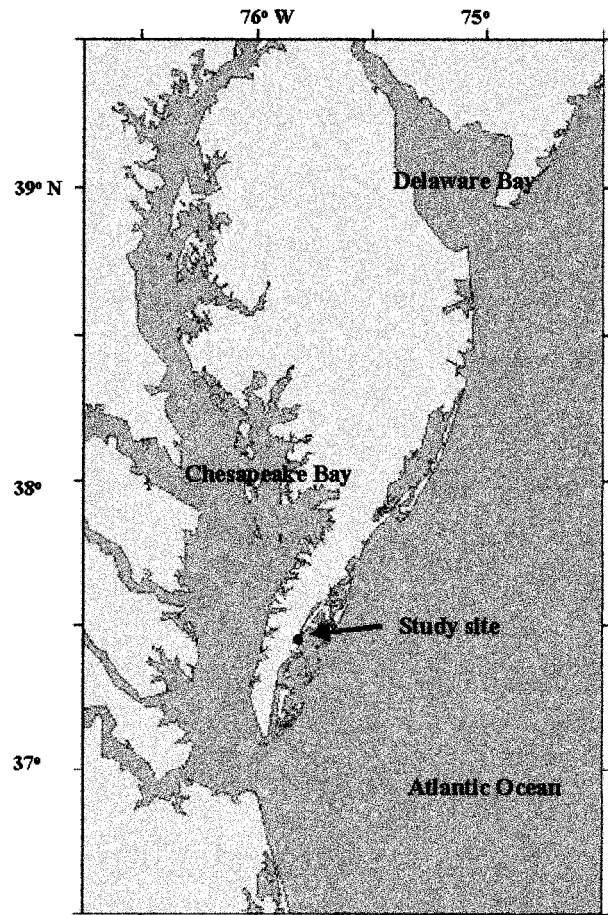 76° W
75°
39° N
Delaware Bay
Chesapeake Bay
38°
Study site
37°
Atlantic Ocean